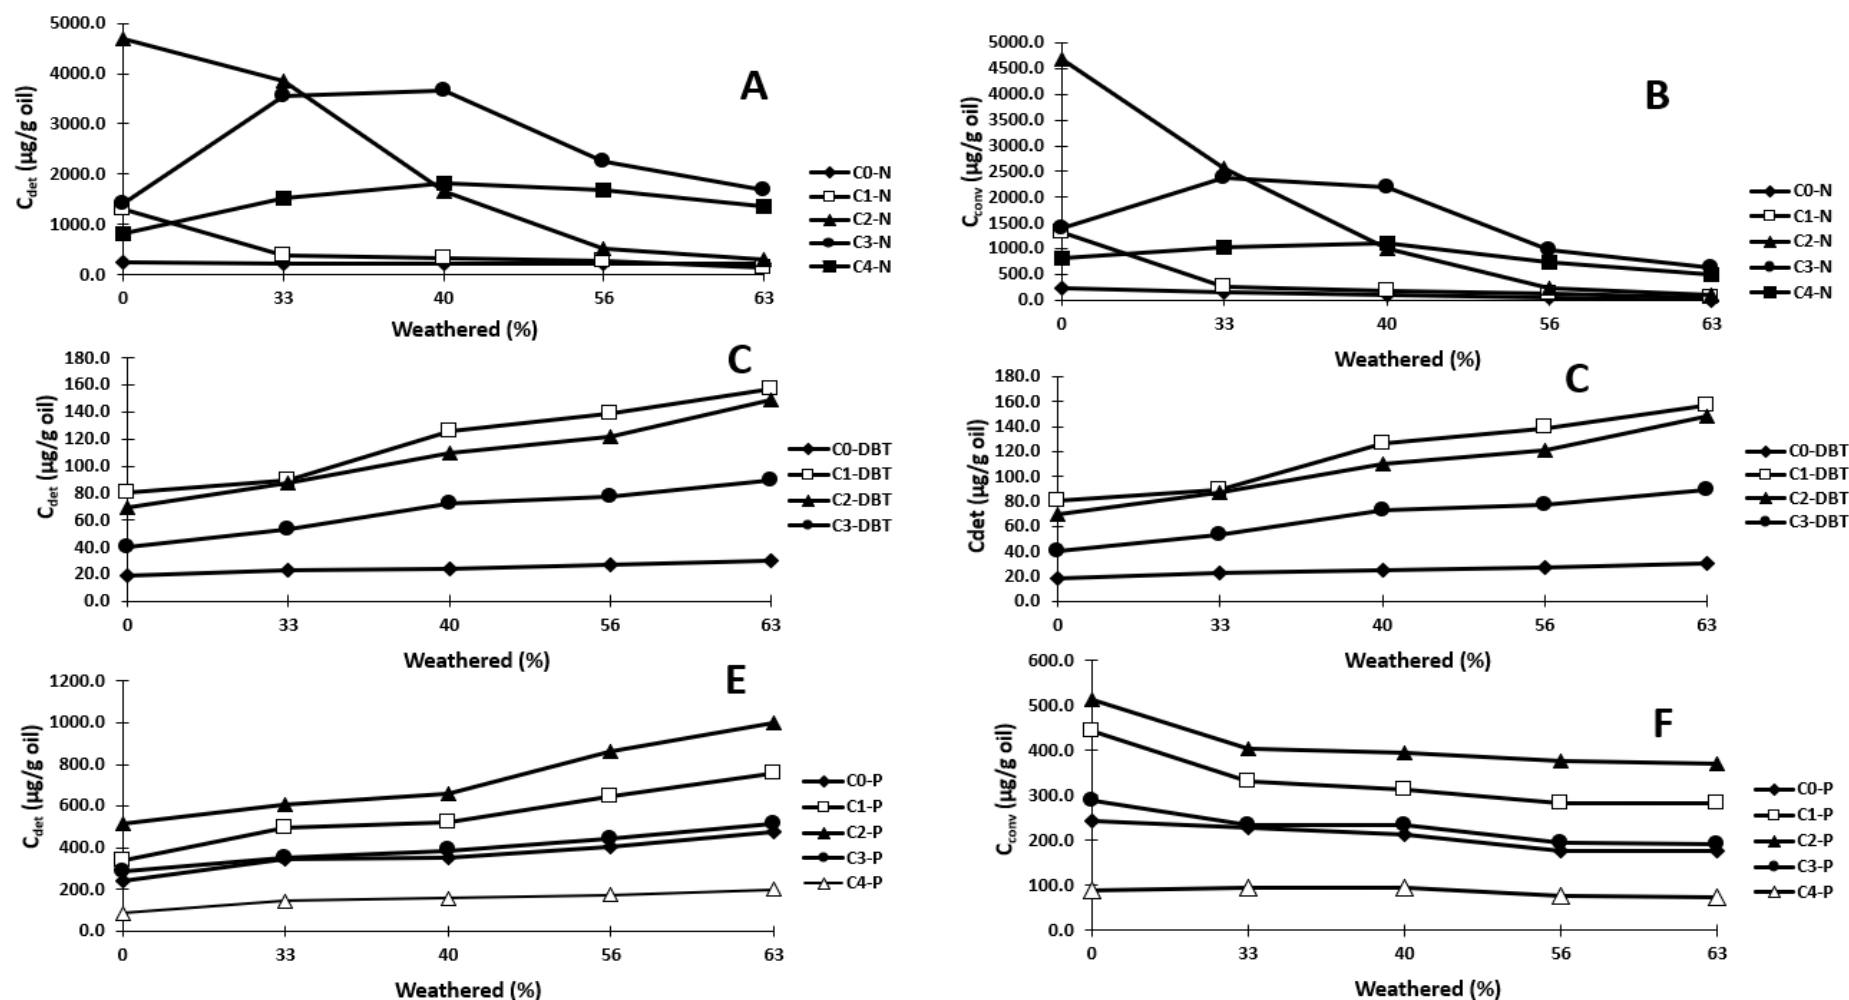 A
C_det (µg/g oil)
5000.0
4000.0
3000.0
2000.0
1000.0
0.0
0 33 40 56 63
Weathered (%)
C0-N
C1-N
C2-N
C3-N
C4-N
B
C_conv (µg/g oil)
5000.0
4500.0
4000.0
3500.0
3000.0
2500.0
2000.0
1500.0
1000.0
500.0
0.0
0 33 40 56 63
Weathered (%)
C0-N
C1-N
C2-N
C3-N
C4-N
C
C_det (µg/g oil)
180.0
160.0
140.0
120.0
100.0
80.0
60.0
40.0
20.0
0.0
0 33 40 56 63
Weathered (%)
C0-DBT
C1-DBT
C2-DBT
C3-DBT
C
Cdet (µg/g oil)
180.0
160.0
140.0
120.0
100.0
80.0
60.0
40.0
20.0
0.0
0 33 40 56 63
Weathered (%)
C0-DBT
C1-DBT
C2-DBT
C3-DBT
E
C_det (µg/g oil)
1200.0
1000.0
800.0
600.0
400.0
200.0
0.0
0 33 40 56 63
Weathered (%)
C0-P
C1-P
C2-P
C3-P
C4-P
F
C_conv (µg/g oil)
600.0
500.0
400.0
300.0
200.0
100.0
0.0
0 33 40 56 63
Weathered (%)
C0-P
C1-P
C2-P
C3-P
C4-P